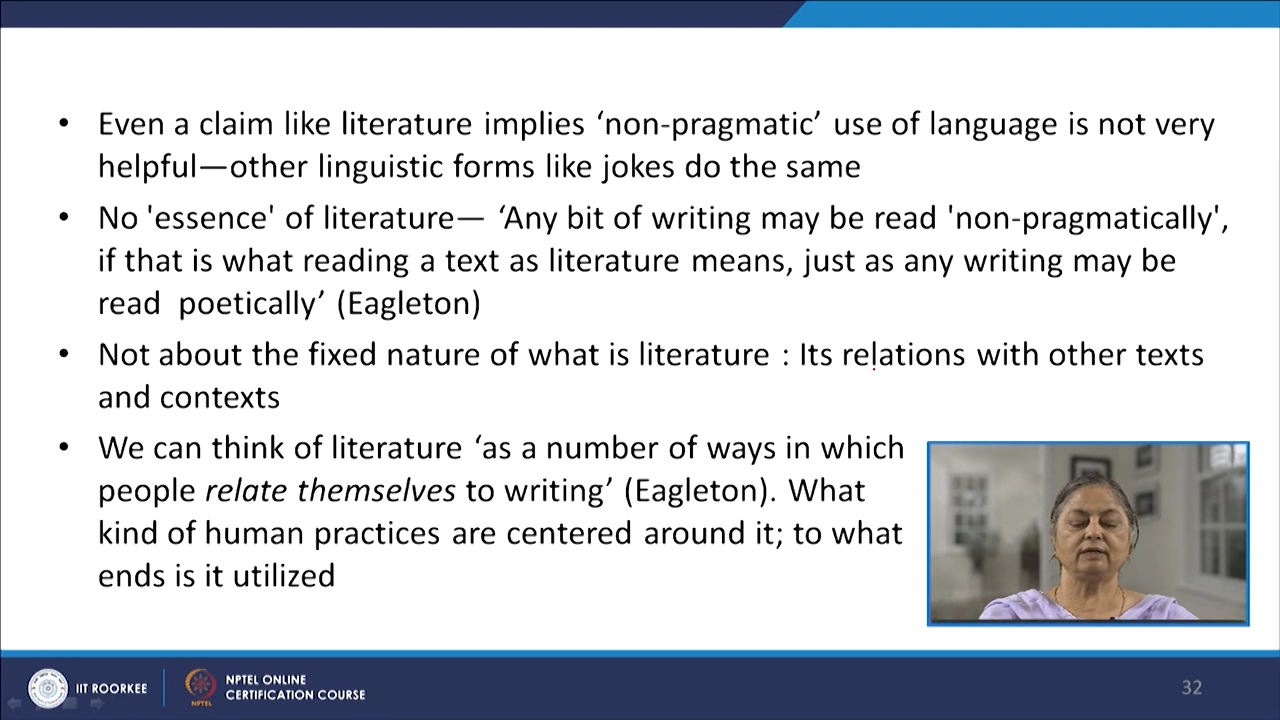 • Even a claim like literature implies ‘non-pragmatic’ use of language is not very
helpful—other linguistic forms like jokes do the same
• No 'essence' of literature— ‘Any bit of writing may be read 'non-pragmatically',
if that is what reading a text as literature means, just as any writing may be
read  poetically’ (Eagleton)
• Not about the fixed nature of what is literature : Its relations with other texts
and contexts
• We can think of literature ‘as a number of ways in which
people relate themselves to writing’ (Eagleton). What
kind of human practices are centered around it; to what
ends is it utilized
IIT ROORKEE
NPTEL
NPTEL ONLINE
CERTIFICATION COURSE
32